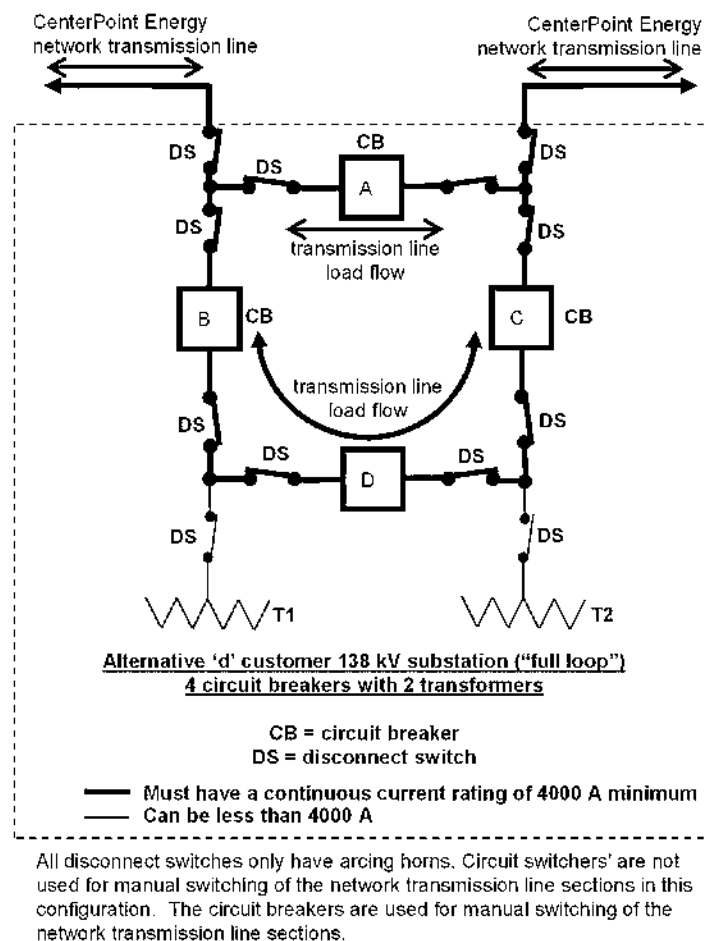 CenterPoint Energy
network transmission line
CenterPoint Energy
network transmission line
DS
DS
CB
A
DS
DS
transmission line
load flow
DS
B
CB
C
CB
transmission line
load flow
DS
DS
DS
D
DS
DS
DS
T1
T2
Alternative 'd' customer 138 kV substation ("full loop")
4 circuit breakers with 2 transformers
CB = circuit breaker
DS = disconnect switch
Must have a continuous current rating of 4000 A minimum
Can be less than 4000 A
All disconnect switches only have arcing horns. Circuit switchers' are not
used for manual switching of the network transmission line sections in this
configuration. The circuit breakers are used for manual switching of the
network transmission line sections.